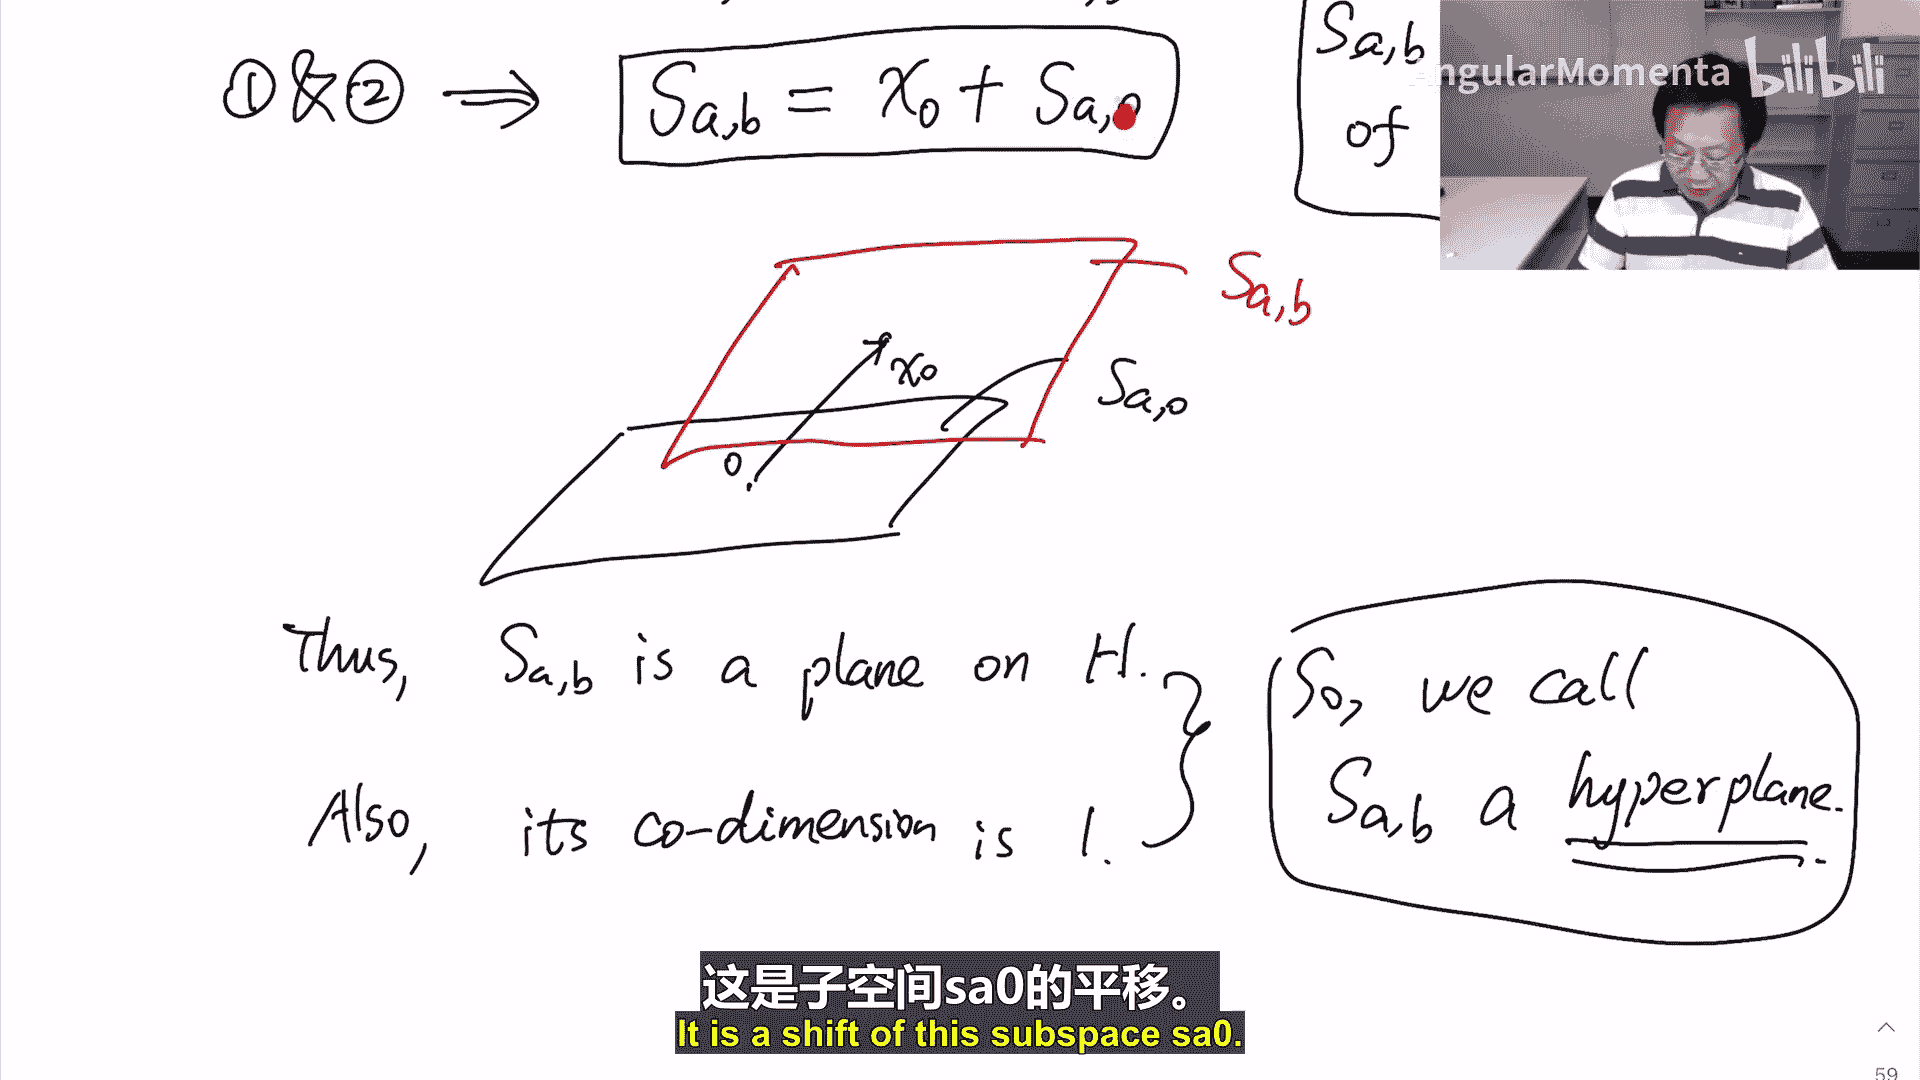 ①&② ⟹ Sa,b = x0 + Sa,0
Sa,b
of
ngularMomenta bilibili
Sa,b
x0
Sa,0
0
Thus, Sa,b is a plane on H.
Also, its co-dimension is 1.
So, we call
Sa,b a hyperplane.
这是子空间sa0的平移。
It is a shift of this subspace sa0.
59